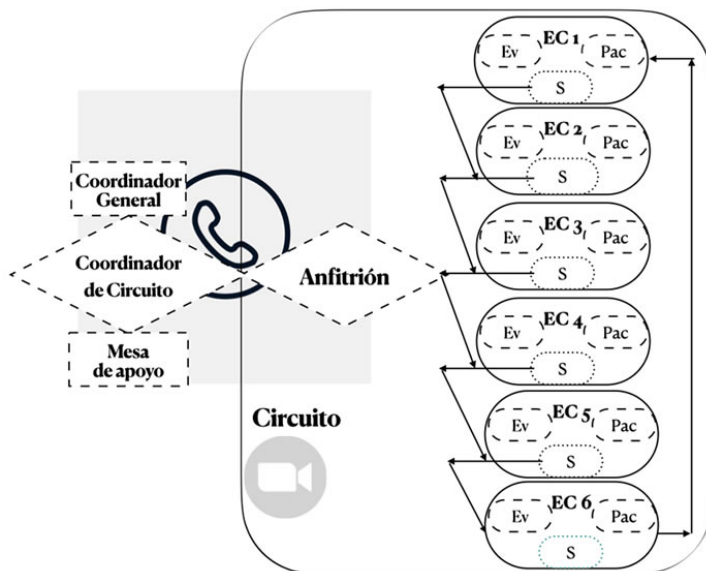 EC 1
Ev
Pac
S
EC 2
Ev
Pac
S
EC 3
Ev
Pac
S
EC 4
Ev
Pac
S
EC 5
Ev
Pac
S
EC 6
Ev
Pac
S
Coordinador
General
Coordinador
de Circuito
Anfitrión
Mesa
de apoyo
Circuito